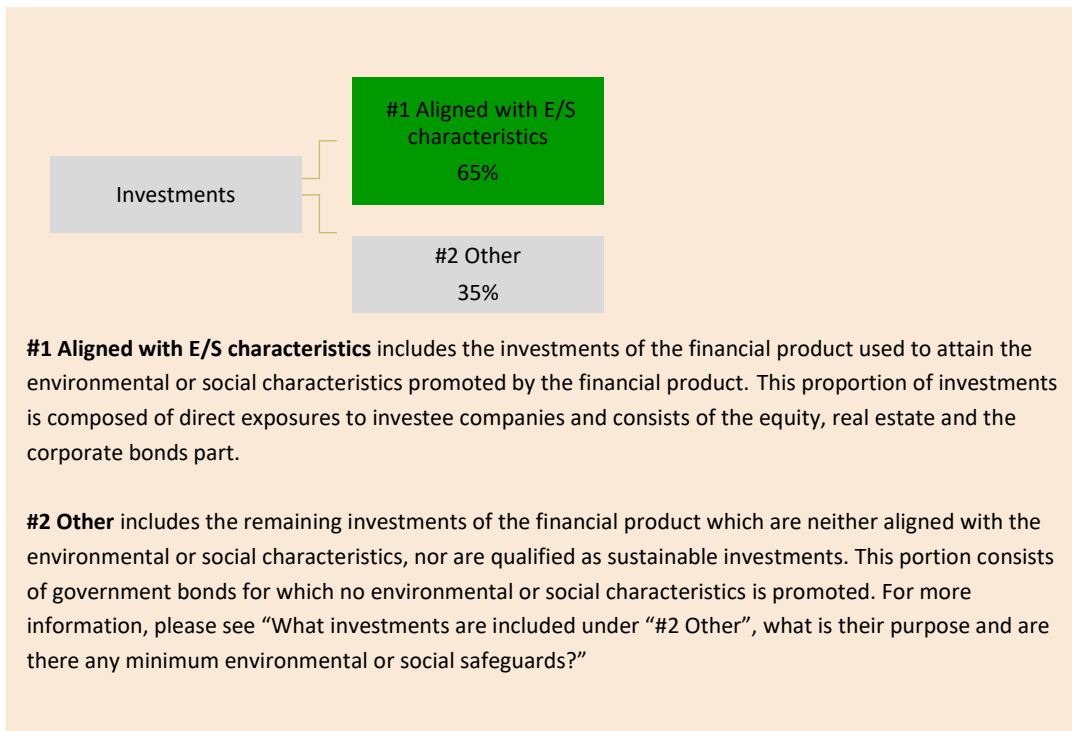 #1 Aligned with E/S
characteristics
65%
Investments
#2 Other
35%
#1 Aligned with E/S characteristics includes the investments of the financial product used to attain the
environmental or social characteristics promoted by the financial product. This proportion of investments
is composed of direct exposures to investee companies and consists of the equity, real estate and the
corporate bonds part.
#2 Other includes the remaining investments of the financial product which are neither aligned with the
environmental or social characteristics, nor are qualified as sustainable investments. This portion consists
of government bonds for which no environmental or social characteristics is promoted. For more
information, please see “What investments are included under “#2 Other”, what is their purpose and are
there any minimum environmental or social safeguards?”